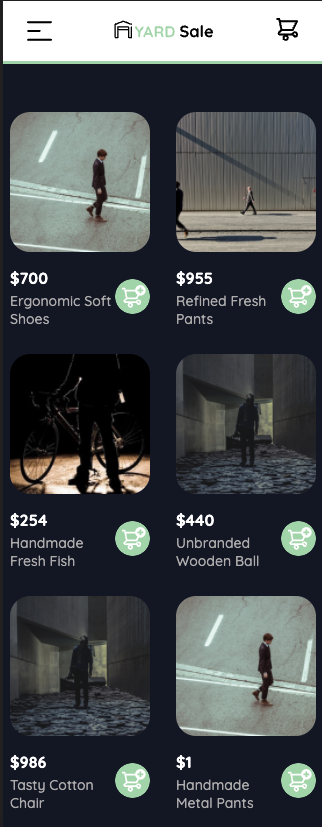 YARD Sale
$700
Ergonomic Soft
Shoes
$955
Refined Fresh
Pants
$254
Handmade
Fresh Fish
$440
Unbranded
Wooden Ball
$986
Tasty Cotton
Chair
$1
Handmade
Metal Pants